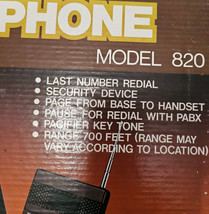 PHONE
MODEL 820
• LAST NUMBER REDIAL
• SECURITY DEVICE
• PAGE FROM BASE TO HANDSET
• PAUSE FOR REDIAL WITH PABX
• PACIFIER KEY TONE
• RANGE 700 FEET (RANGE MAY
VARY ACCORDING TO LOCATION)